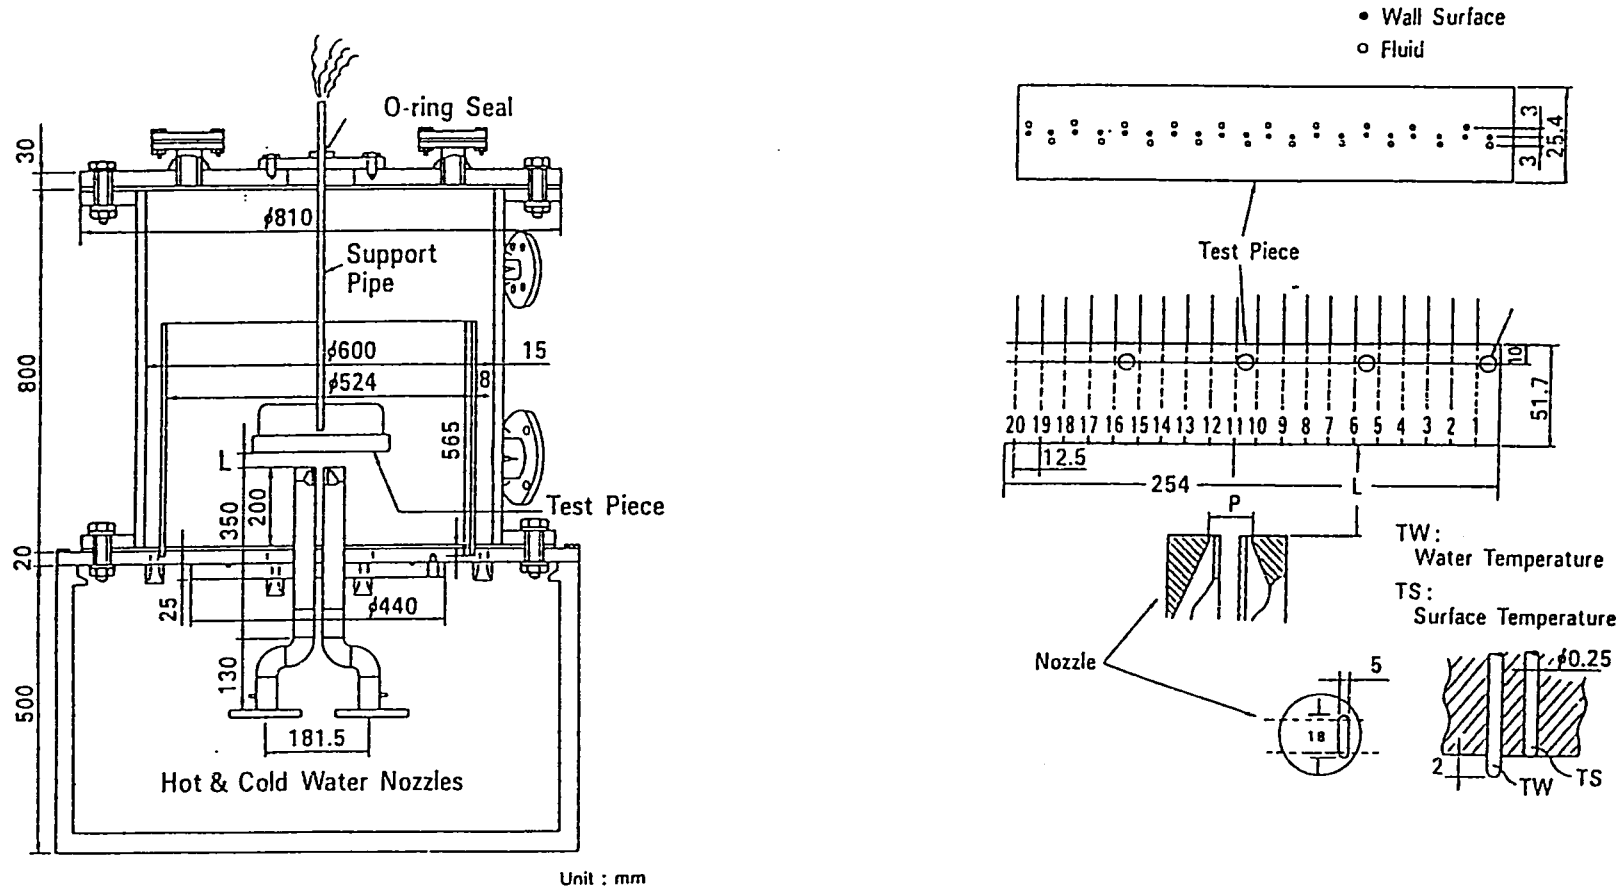 O-ring Seal
30
ϕ810
Support
Pipe
ϕ600
15
ϕ524
8
800
565
L
350
200
Test Piece
20
25
ϕ440
130
500
181.5
Hot & Cold Water Nozzles
Unit : mm
• Wall Surface
o Fluid
3
25.4
3
Test Piece
10
51.7
20 19 18 17 16 15 14 13 12 11 10 9 8 7 6 5 4 3 2 1
12.5
254
L
P
TW :
Water Temperature
TS :
Surface Temperature
Nozzle
ϕ0.25
5
18
2
TW
TS